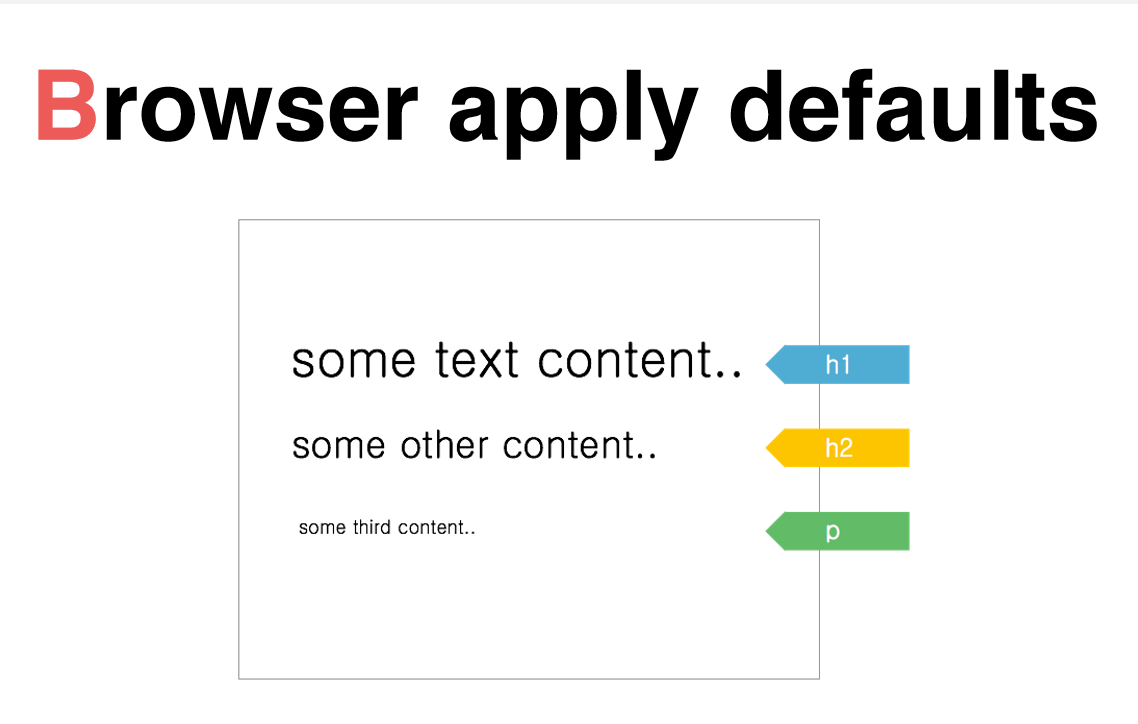 Browser apply defaults
some text content.. h1
some other content.. h2
some third content.. p